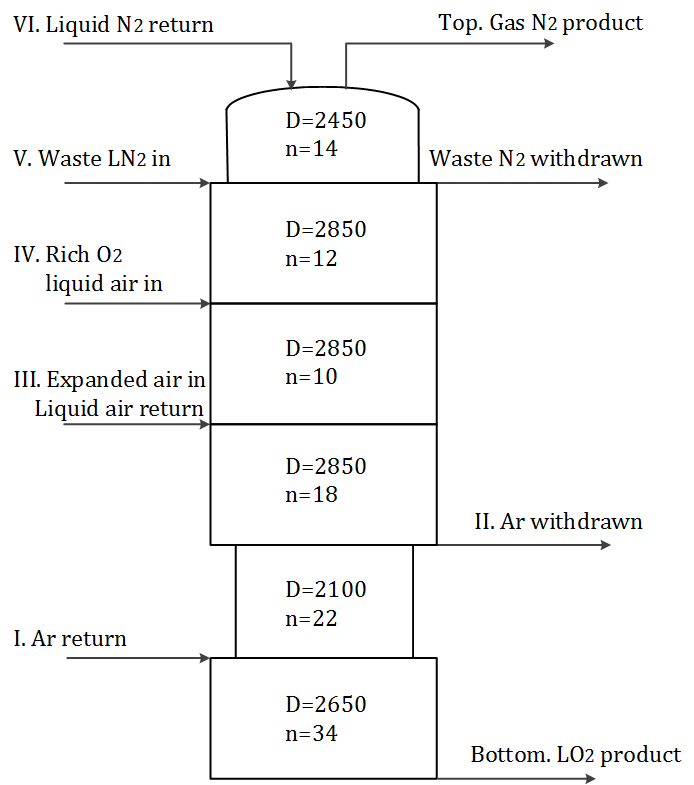 VI. Liquid N2 return
Top. Gas N2 product
D=2450
n=14
V. Waste LN2 in
Waste N2 withdrawn
D=2850
n=12
IV. Rich O2
liquid air in
D=2850
n=10
III. Expanded air in
Liquid air return
D=2850
n=18
II. Ar withdrawn
D=2100
n=22
I. Ar return
D=2650
n=34
Bottom. LO2 product